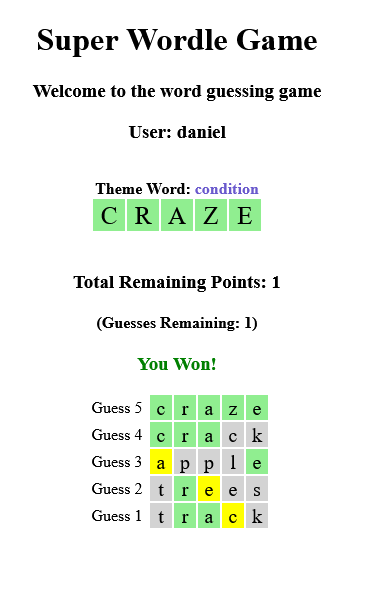 Super Wordle Game
Welcome to the word guessing game
User: daniel
Theme Word: condition
C R A Z E
Total Remaining Points: 1
(Guesses Remaining: 1)
You Won!
Guess 5 c r a z e
Guess 4 c r a c k
Guess 3 a p p l e
Guess 2 t r e e s
Guess 1 t r a c k